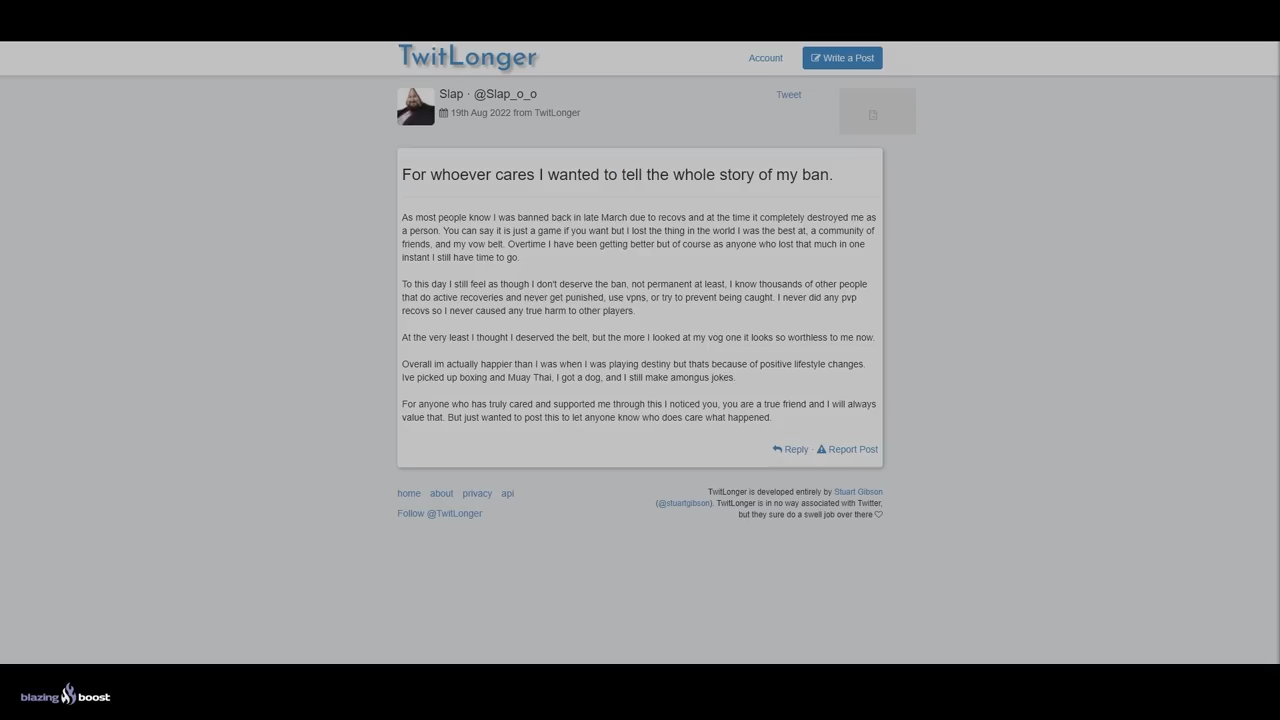 TwitLonger
Account
Write a Post
Slap · @Slap_o_o
Tweet
19th Aug 2022 from TwitLonger
For whoever cares I wanted to tell the whole story of my ban.
As most people know I was banned back in late March due to recovs and at the time it completely destroyed me as
a person. You can say it is just a game if you want but I lost the thing in the world I was the best at, a community of
friends, and my vow belt. Overtime I have been getting better but of course as anyone who lost that much in one
instant I still have time to go.
To this day I still feel as though I don't deserve the ban, not permanent at least, I know thousands of other people
that do active recoveries and never get punished, use vpns, or try to prevent being caught. I never did any pvp
recovs so I never caused any true harm to other players.
At the very least I thought I deserved the belt, but the more I looked at my vog one it looks so worthless to me now.
Overall im actually happier than I was when I was playing destiny but thats because of positive lifestyle changes.
Ive picked up boxing and Muay Thai, I got a dog, and I still make amongus jokes.
For anyone who has truly cared and supported me through this I noticed you, you are a true friend and I will always
value that. But just wanted to post this to let anyone know who does care what happened.
Reply · Report Post
home about privacy api
Follow @TwitLonger
TwitLonger is developed entirely by Stuart Gibson
(@stuartgibson). TwitLonger is in no way associated with Twitter,
but they sure do a swell job over there
blazing boost